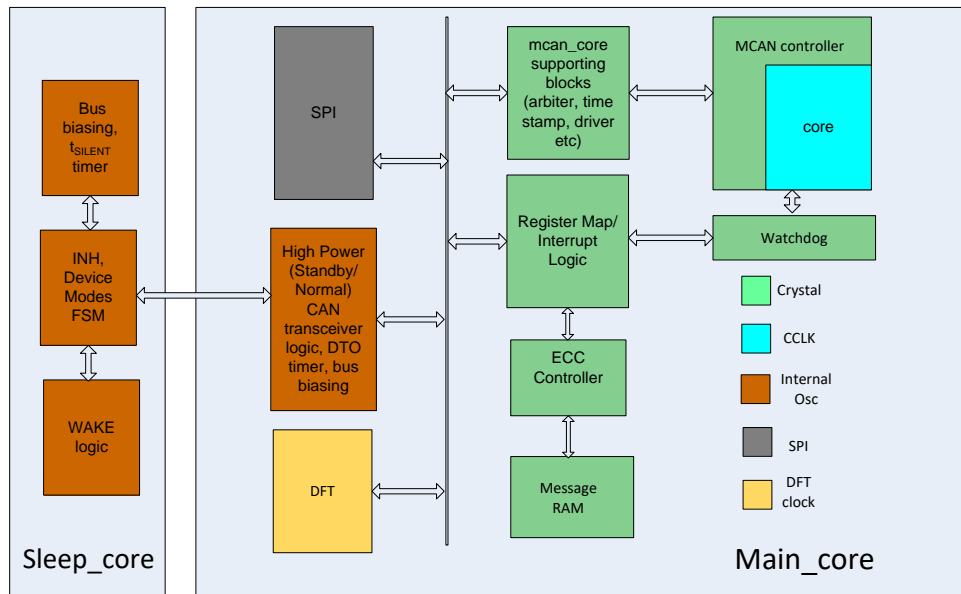 Bus
biasing,
tSILENT
timer
INH,
Device
Modes
FSM
WAKE
logic
Sleep_core
SPI
High Power
(Standby/
Normal)
CAN
transceiver
logic, DTO
timer, bus
biasing
DFT
mcan_core
supporting
blocks
(arbiter, time
stamp, driver
etc)
Register Map/
Interrupt
Logic
ECC
Controller
Message
RAM
MCAN controller
core
Watchdog
Crystal
CCLK
Internal
Osc
SPI
DFT
clock
Main_core